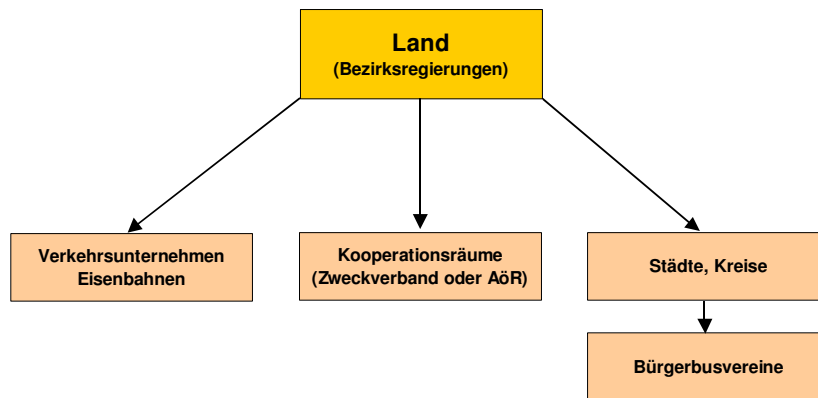 Land
(Bezirksregierungen)
Verkehrsunternehmen
Eisenbahnen
Kooperationsräume
(Zweckverband oder AöR)
Städte, Kreise
Bürgerbusvereine